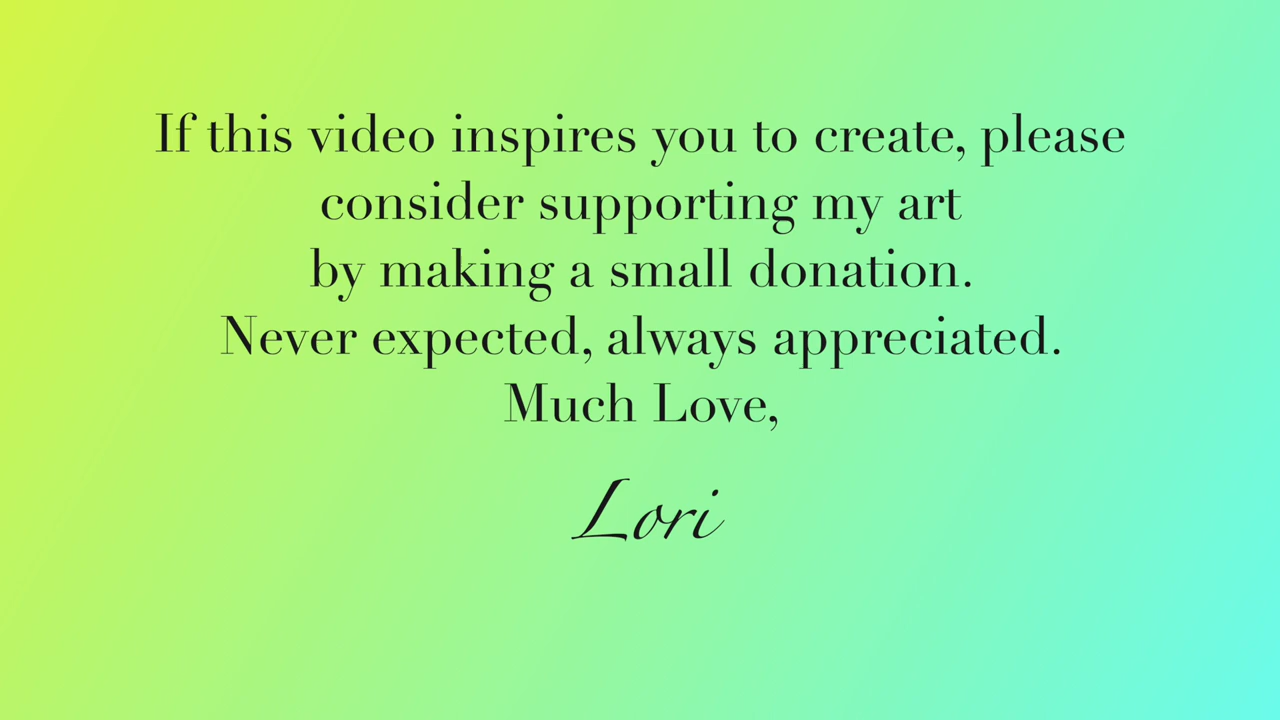 If this video inspires you to create, please
consider supporting my art
by making a small donation.
Never expected, always appreciated.
Much Love,
Lori